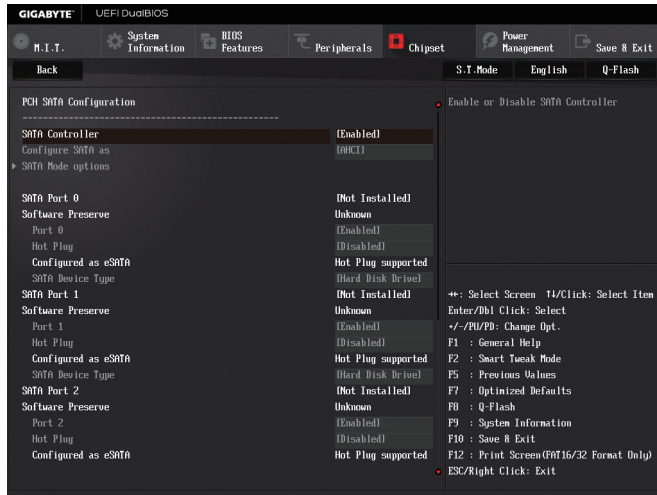 GIGABYTE™ UEFI DualBIOS
M.I.T. System Information BIOS Features Peripherals Chipset Power Management Save & Exit
Back S.T.Mode English Q-Flash
PCH SATA Configuration
Enable or Disable SATA Controller
SATA Controller [Enabled]
Configure SATA as [AHCI]
SATA Mode options
SATA Port 0 [Not Installed]
Software Preserve Unknown
Port 0 [Enabled]
Hot Plug [Disabled]
Configured as eSATA Hot Plug supported
SATA Device Type [Hard Disk Drive]
SATA Port 1 [Not Installed]
Software Preserve Unknown
Port 1 [Enabled]
Hot Plug [Disabled]
Configured as eSATA Hot Plug supported
SATA Device Type [Hard Disk Drive]
SATA Port 2 [Not Installed]
Software Preserve Unknown
Port 2 [Enabled]
Hot Plug [Disabled]
Configured as eSATA Hot Plug supported
→←: Select Screen ↑↓/Click: Select Item
Enter/Dbl Click: Select
+/-/PU/PD: Change Opt.
F1 : General Help
F2 : Smart Tweak Mode
F5 : Previous Values
F7 : Optimized Defaults
F8 : Q-Flash
F9 : System Information
F10 : Save & Exit
F12 : Print Screen(FAT16/32 Format Only)
ESC/Right Click: Exit